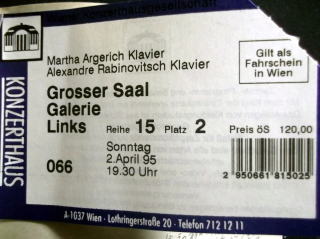 Wiener Konzerthausgesellschaft
KONZERTHAUS
Martha Argerich Klavier
Alexandre Rabinovitsch Klavier
Gilt als
Fahrschein
in Wien
Grosser Saal
Galerie
Links Reihe 15 Platz 2 Preis öS 120,00
066
Sonntag
2.April 95
19.30 Uhr
2 950661 815025
A-1037 Wien · Lothringerstraße 20 · Telefon 712 12 11